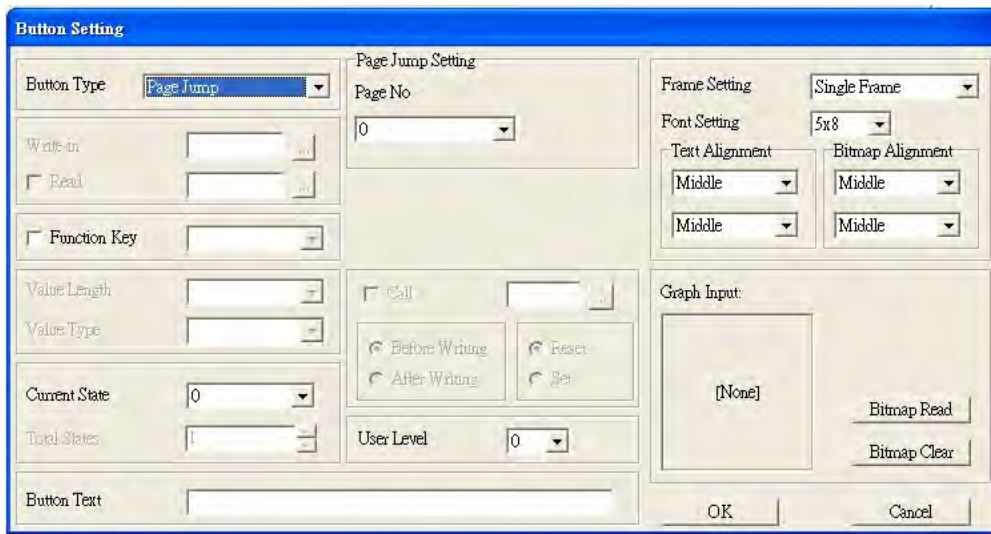 Button Setting
Button Type
Page Jump
Write-in
...
Read
...
Function Key
Value Length
Value Type
Current State
0
Total States
1
Button Text
Page Jump Setting
Page No
0
Call
...
Before Writing
After Writing
Reset
Set
User Level
0
Frame Setting
Single Frame
Font Setting
5x8
Text Alignment
Middle
Middle
Bitmap Alignment
Middle
Middle
Graph Input:
[None]
Bitmap Read
Bitmap Clear
OK
Cancel